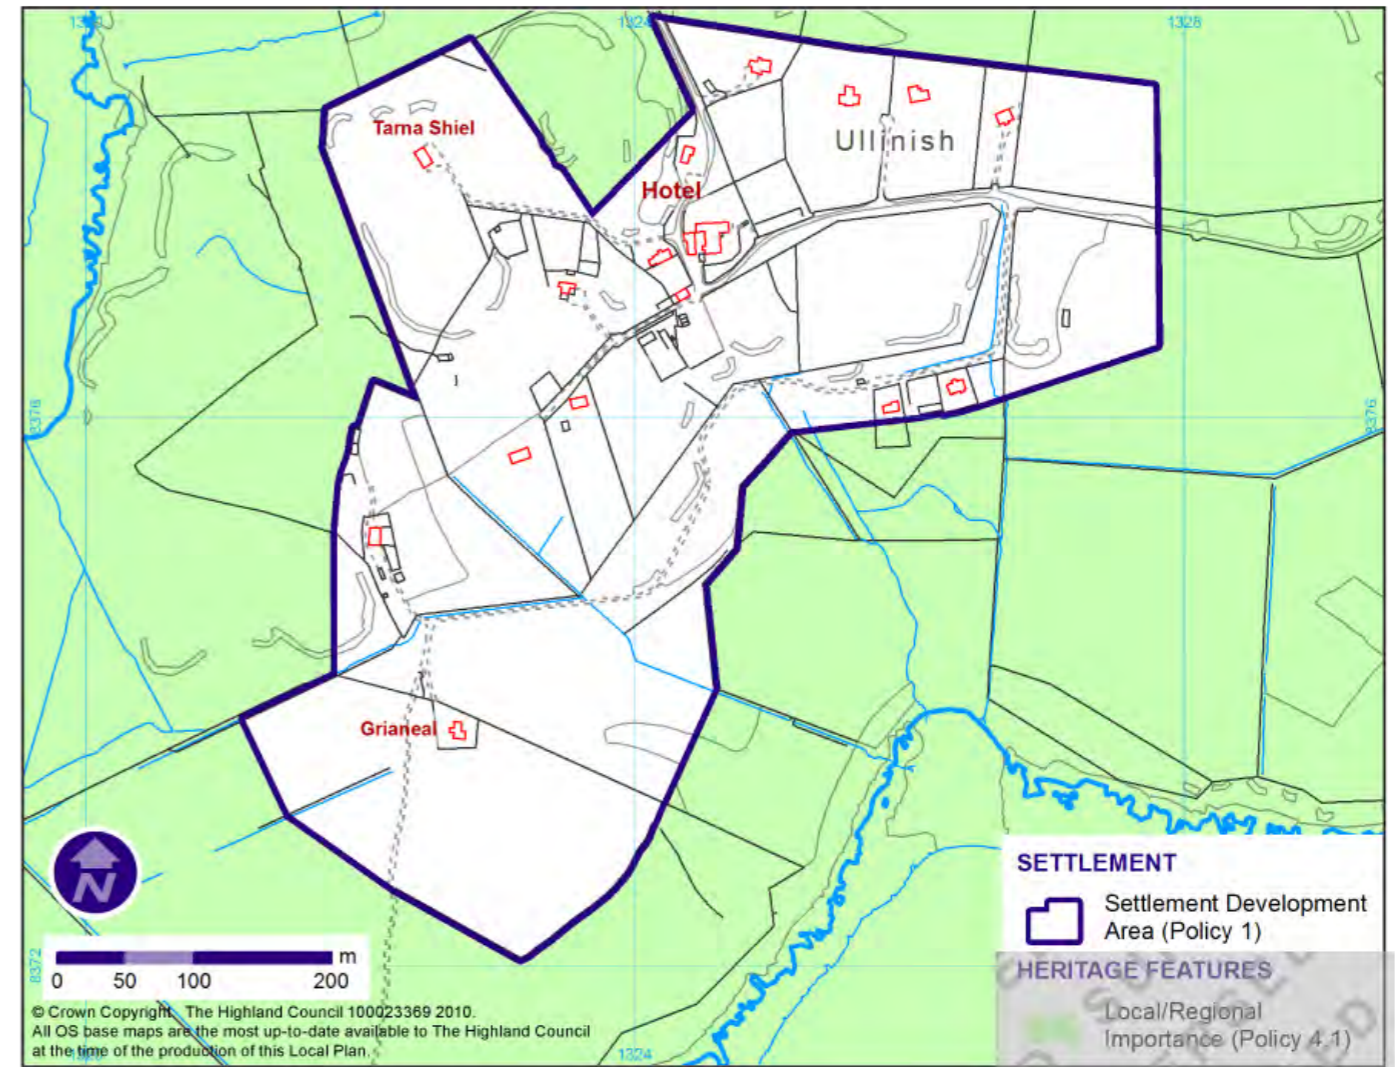 1324
1328
Tarna Shiel
Ullinish
Hotel
8376
8376
Grianeal
N
0 50 100 200 m
8372
SETTLEMENT
Settlement Development
Area (Policy 1)
HERITAGE FEATURES
Local/Regional
Importance (Policy 4.1)
© Crown Copyright. The Highland Council 100023369 2010.
All OS base maps are the most up-to-date available to The Highland Council
at the time of the production of this Local Plan.
1324